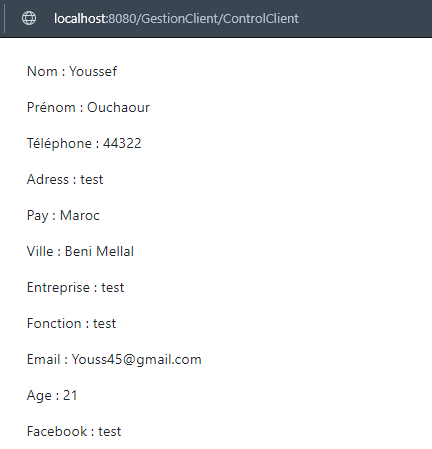 localhost:8080/GestionClient/ControlClient
Nom : Youssef
Prénom : Ouchaour
Téléphone : 44322
Adress : test
Pay : Maroc
Ville : Beni Mellal
Entreprise : test
Fonction : test
Email : Youss45@gmail.com
Age : 21
Facebook : test